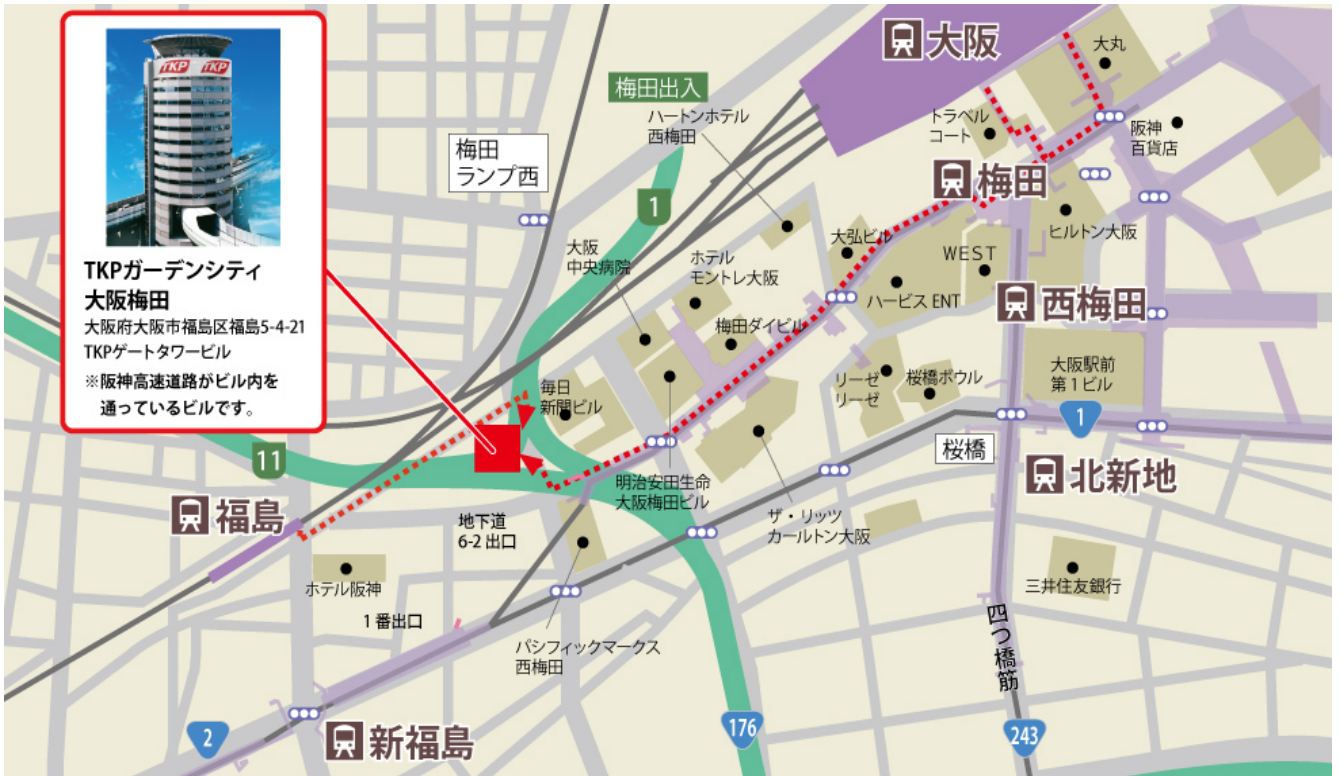 TKP TKP
TKPガーデンシティ
大阪梅田
大阪府大阪市福島区福島5-4-21
TKPゲートタワービル
※阪神高速道路がビル内を
通っているビルです。
大阪
大丸
梅田出入
ハートンホテル
西梅田
トラベル
コート
阪神
百貨店
梅田
ランプ西
梅田
1
大弘ビル
ヒルトン大阪
大阪
中央病院
ホテル
モントレ大阪
WEST
ハービス ENT
西梅田
梅田ダイビル
大阪駅前
第1ビル
毎日
新聞ビル
リーゼ
リーゼ
桜橋ボウル
1
桜橋
11
北新地
明治安田生命
大阪梅田ビル
福島
地下道
6-2 出口
ザ・リッツ
カールトン大阪
ホテル阪神
三井住友銀行
1 番出口
四つ橋筋
パシフィックマークス
西梅田
2
新福島
176
243